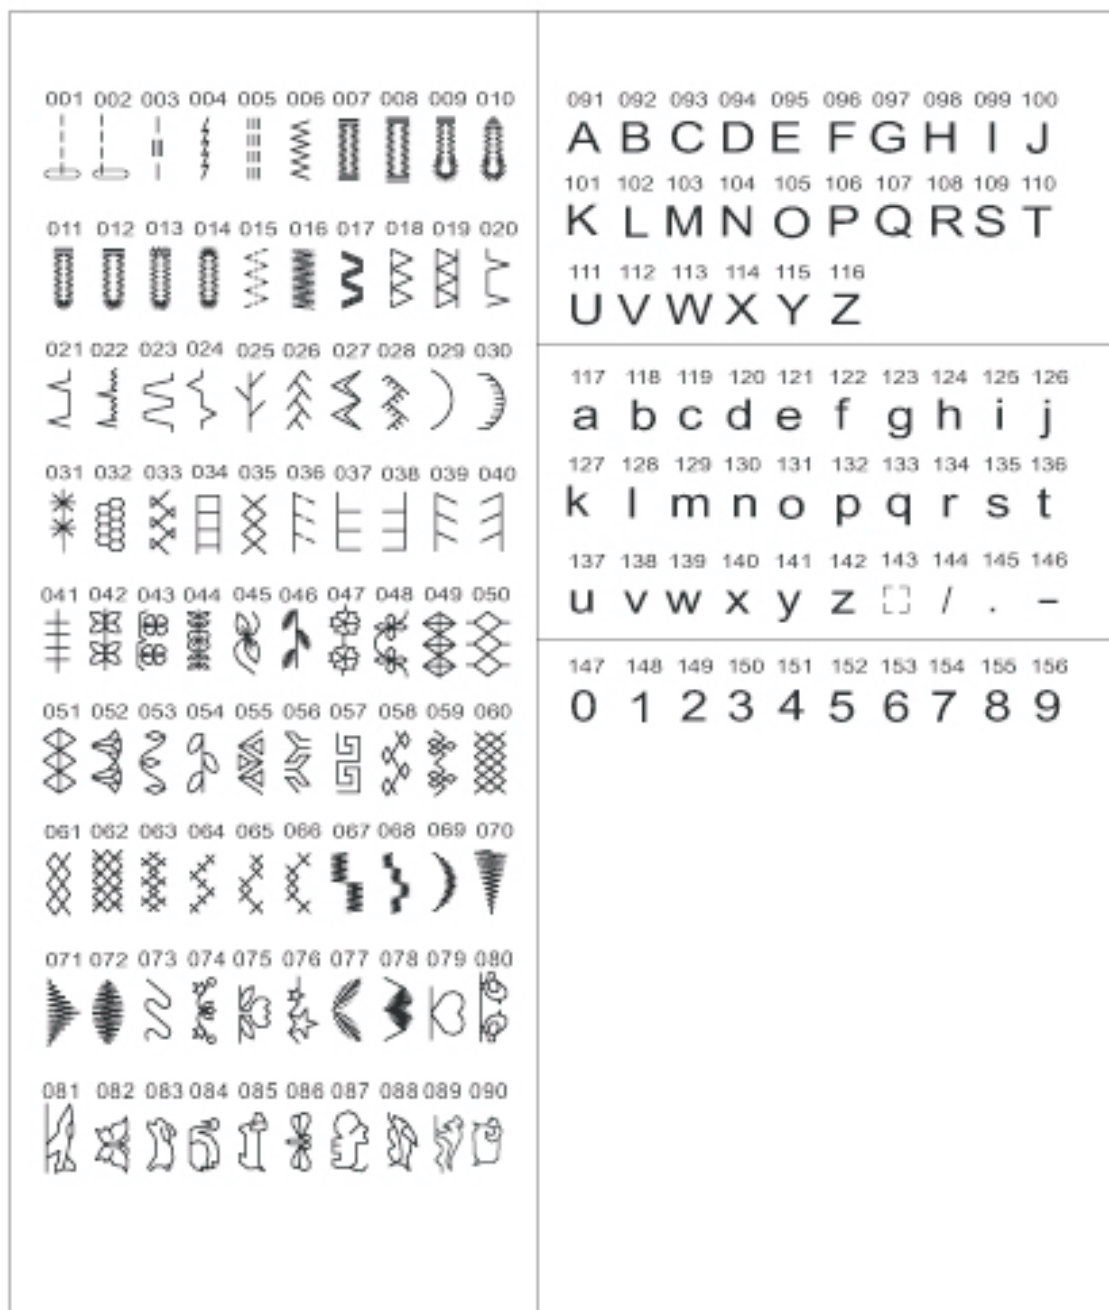 001 002 003 004 005 006 007 008 009 010
011 012 013 014 015 016 017 018 019 020
021 022 023 024 025 026 027 028 029 030
031 032 033 034 035 036 037 038 039 040
041 042 043 044 045 046 047 048 049 050
051 052 053 054 055 056 057 058 059 060
061 062 063 064 065 066 067 068 069 070
071 072 073 074 075 076 077 078 079 080
081 082 083 084 085 086 087 088 089 090
091 092 093 094 095 096 097 098 099 100
A B C D E F G H I J
101 102 103 104 105 106 107 108 109 110
K L M N O P Q R S T
111 112 113 114 115 116
U V W X Y Z
117 118 119 120 121 122 123 124 125 126
a b c d e f g h i j
127 128 129 130 131 132 133 134 135 136
k l m n o p q r s t
137 138 139 140 141 142 143 144 145 146
u v w x y z / . –
147 148 149 150 151 152 153 154 155 156
0 1 2 3 4 5 6 7 8 9